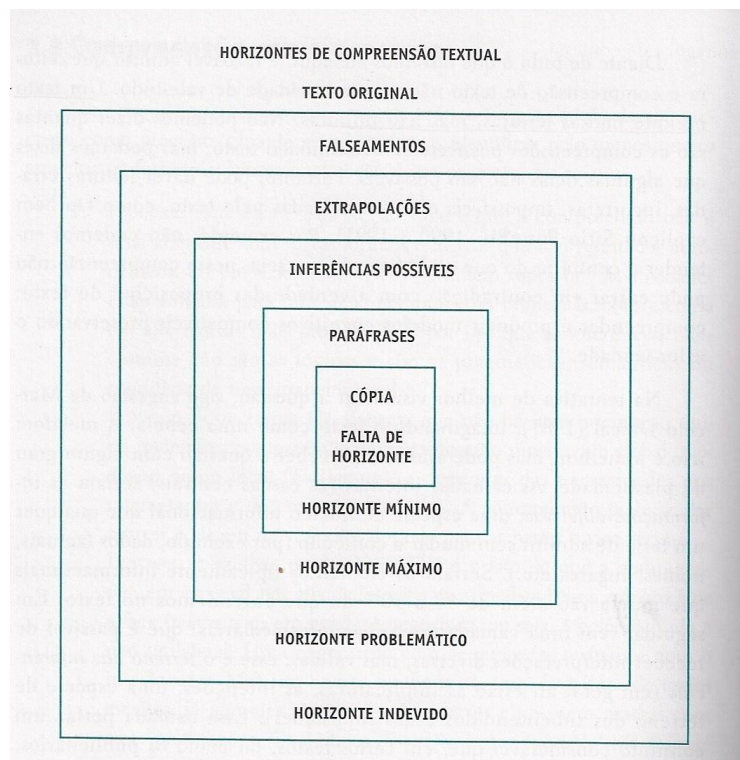 HORIZONTES DE COMPREENSÃO TEXTUAL
TEXTO ORIGINAL
FALSEAMENTOS
EXTRAPOLAÇÕES
INFERÊNCIAS POSSÍVEIS
PARÁFRASES
CÓPIA
FALTA DE
HORIZONTE
HORIZONTE MÍNIMO
HORIZONTE MÁXIMO
HORIZONTE PROBLEMÁTICO
HORIZONTE INDEVIDO